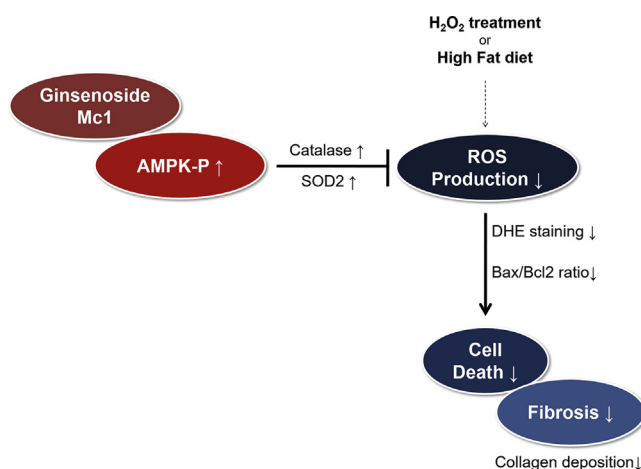 H₂O₂ treatment
or
High Fat diet
Ginsenoside
Mc1
AMPK-P ↑
Catalase ↑
SOD2 ↑
ROS
Production ↓
DHE staining ↓
Bax/Bcl2 ratio↓
Cell
Death ↓
Fibrosis ↓
Collagen deposition↓